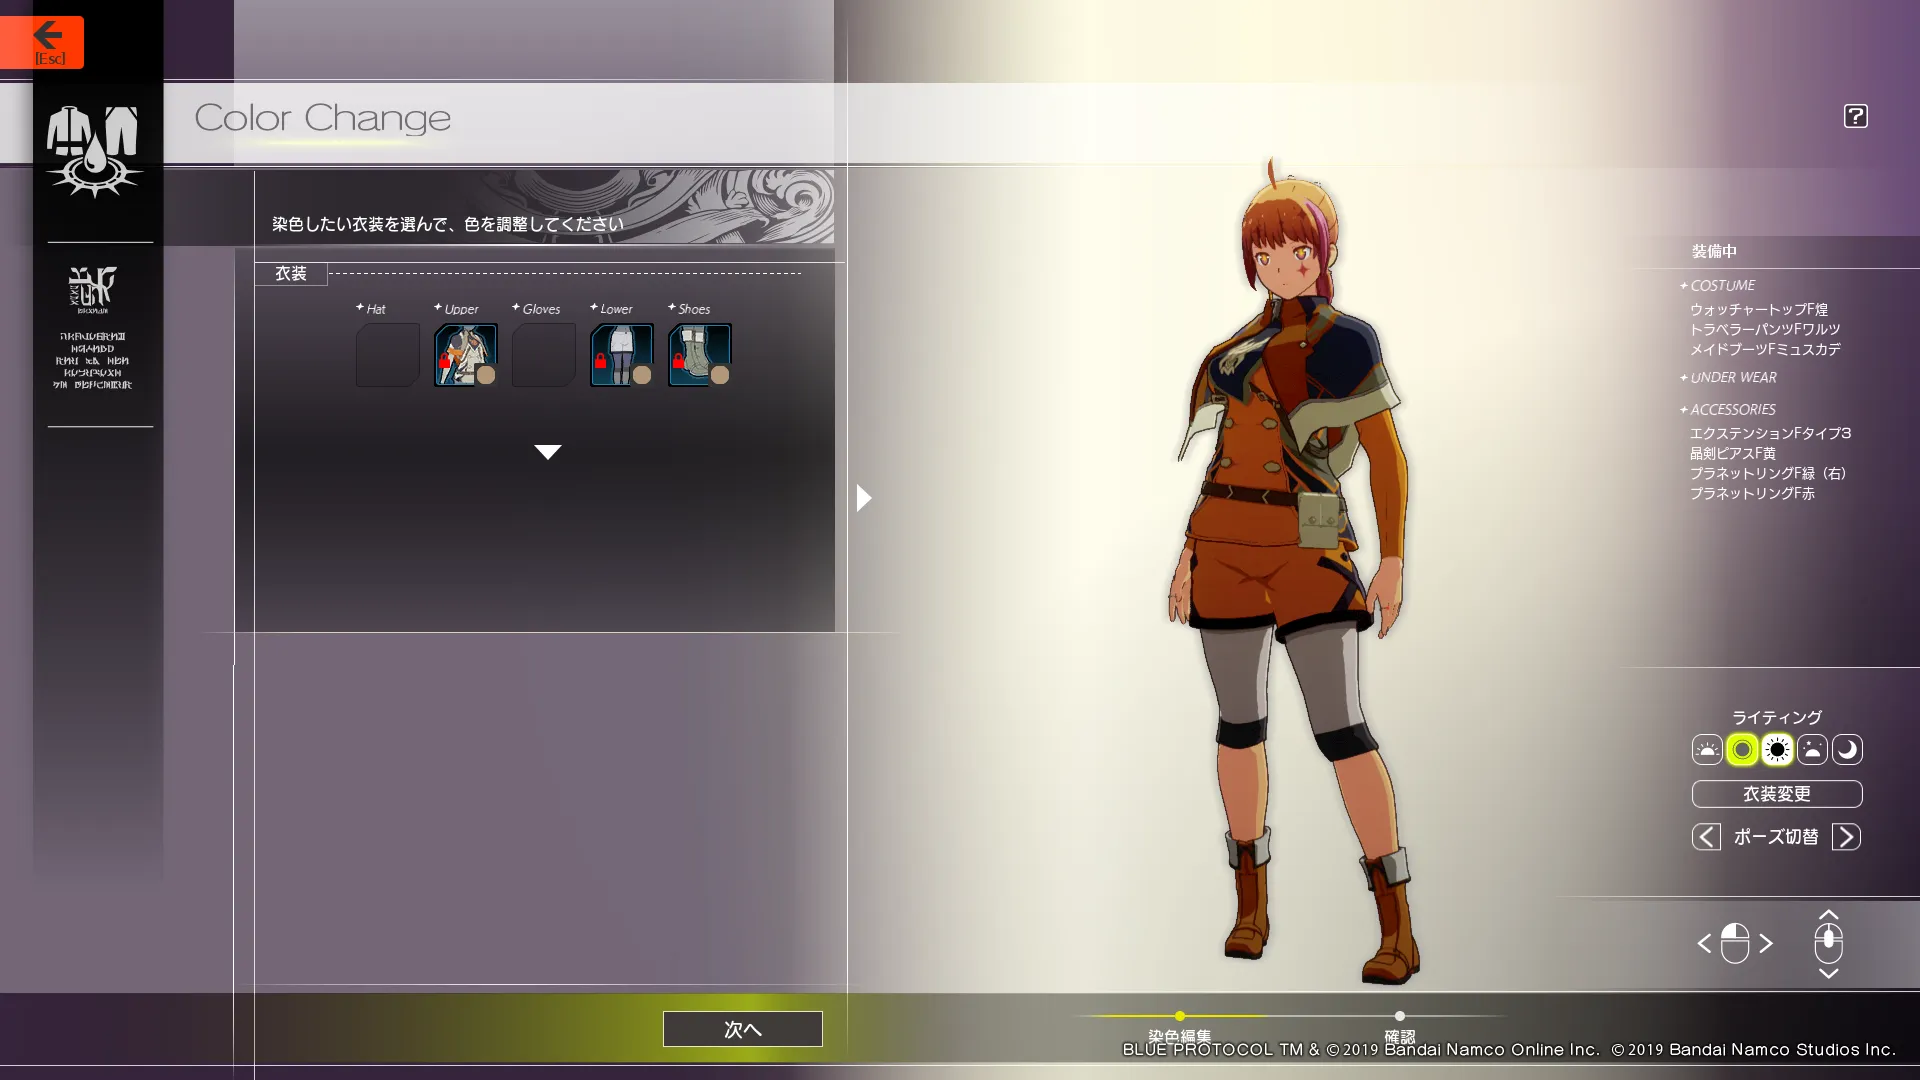 [Esc]
Color Change
?
染色したい衣装を選んで、色を調整してください
衣装
Hat
Upper
Gloves
Lower
Shoes
装備中
COSTUME
ウォッチャートップF煌
トラベラーパンツFワルツ
メイドブーツFミュスカデ
UNDER WEAR
ACCESSORIES
エクステンションFタイプ3
晶剣ピアスF黄
プラネットリングF緑（右）
プラネットリングF赤
ライティング
衣装変更
ポーズ切替
次へ
染色編集
確認
BLUE PROTOCOL TM & ©2019 Bandai Namco Online Inc. ©2019 Bandai Namco Studios Inc.